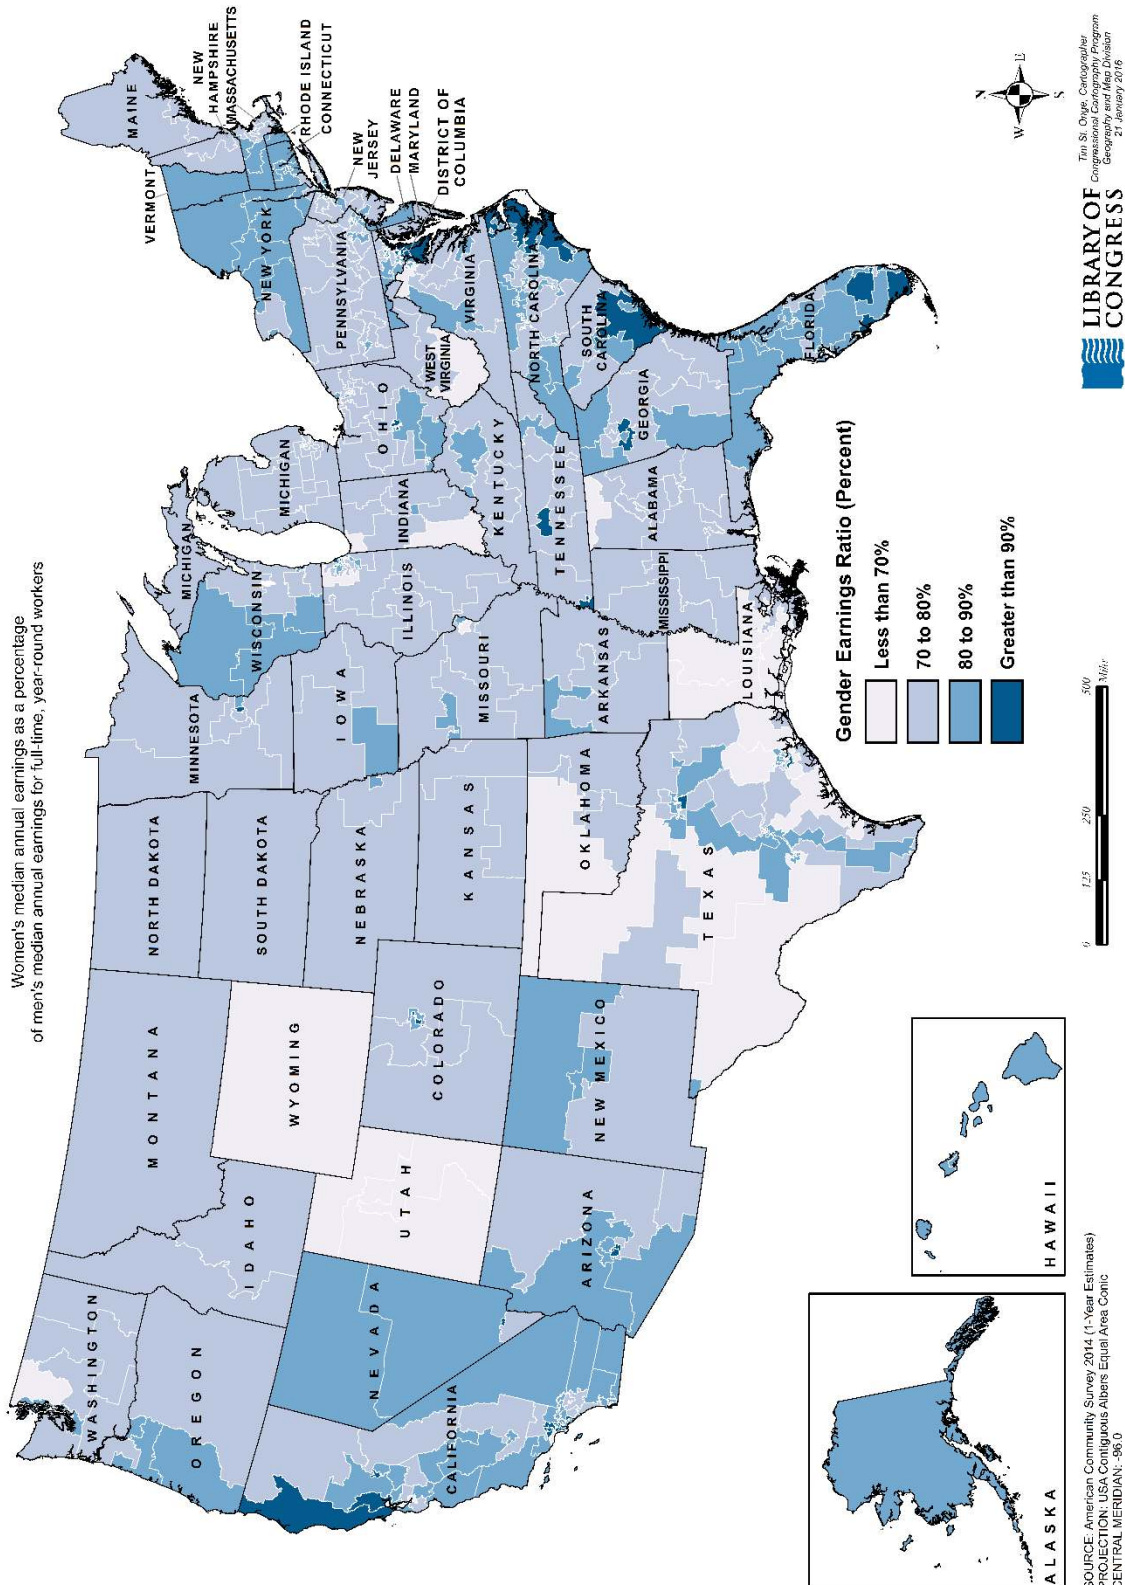 Women's median annual earnings as a percentage
of men's median annual earnings for full-time, year-round workers
WASHINGTON
OREGON
CALIFORNIA
NEVADA
IDAHO
MONTANA
WYOMING
UTAH
ARIZONA
COLORADO
NEW MEXICO
NORTH DAKOTA
SOUTH DAKOTA
NEBRASKA
KANSAS
OKLAHOMA
TEXAS
MINNESOTA
IOWA
MISSOURI
ARKANSAS
LOUISIANA
WISCONSIN
ILLINOIS
MICHIGAN
MICHIGAN
INDIANA
OHIO
KENTUCKY
TENNESSEE
MISSISSIPPI
ALABAMA
GEORGIA
FLORIDA
SOUTH
CAROLINA
NORTH CAROLINA
VIRGINIA
WEST
VIRGINIA
PENNSYLVANIA
NEW YORK
VERMONT
MAINE
NEW
HAMPSHIRE
MASSACHUSETTS
RHODE ISLAND
CONNECTICUT
NEW
JERSEY
DELAWARE
MARYLAND
DISTRICT OF
COLUMBIA
ALASKA
HAWAII
Gender Earnings Ratio (Percent)
Less than 70%
70 to 80%
80 to 90%
Greater than 90%
0 125 250 500
Miles
N
W E
S
SOURCE: American Community Survey 2014 (1-Year Estimates)
PROJECTION: USA Contiguous Albers Equal Area Conic
CENTRAL MERIDIAN: -96.0
LIBRARY OF
CONGRESS
Tim St. Onge, Cartographer
Congressional Cartography Program
Geography and Map Division
21 January 2016